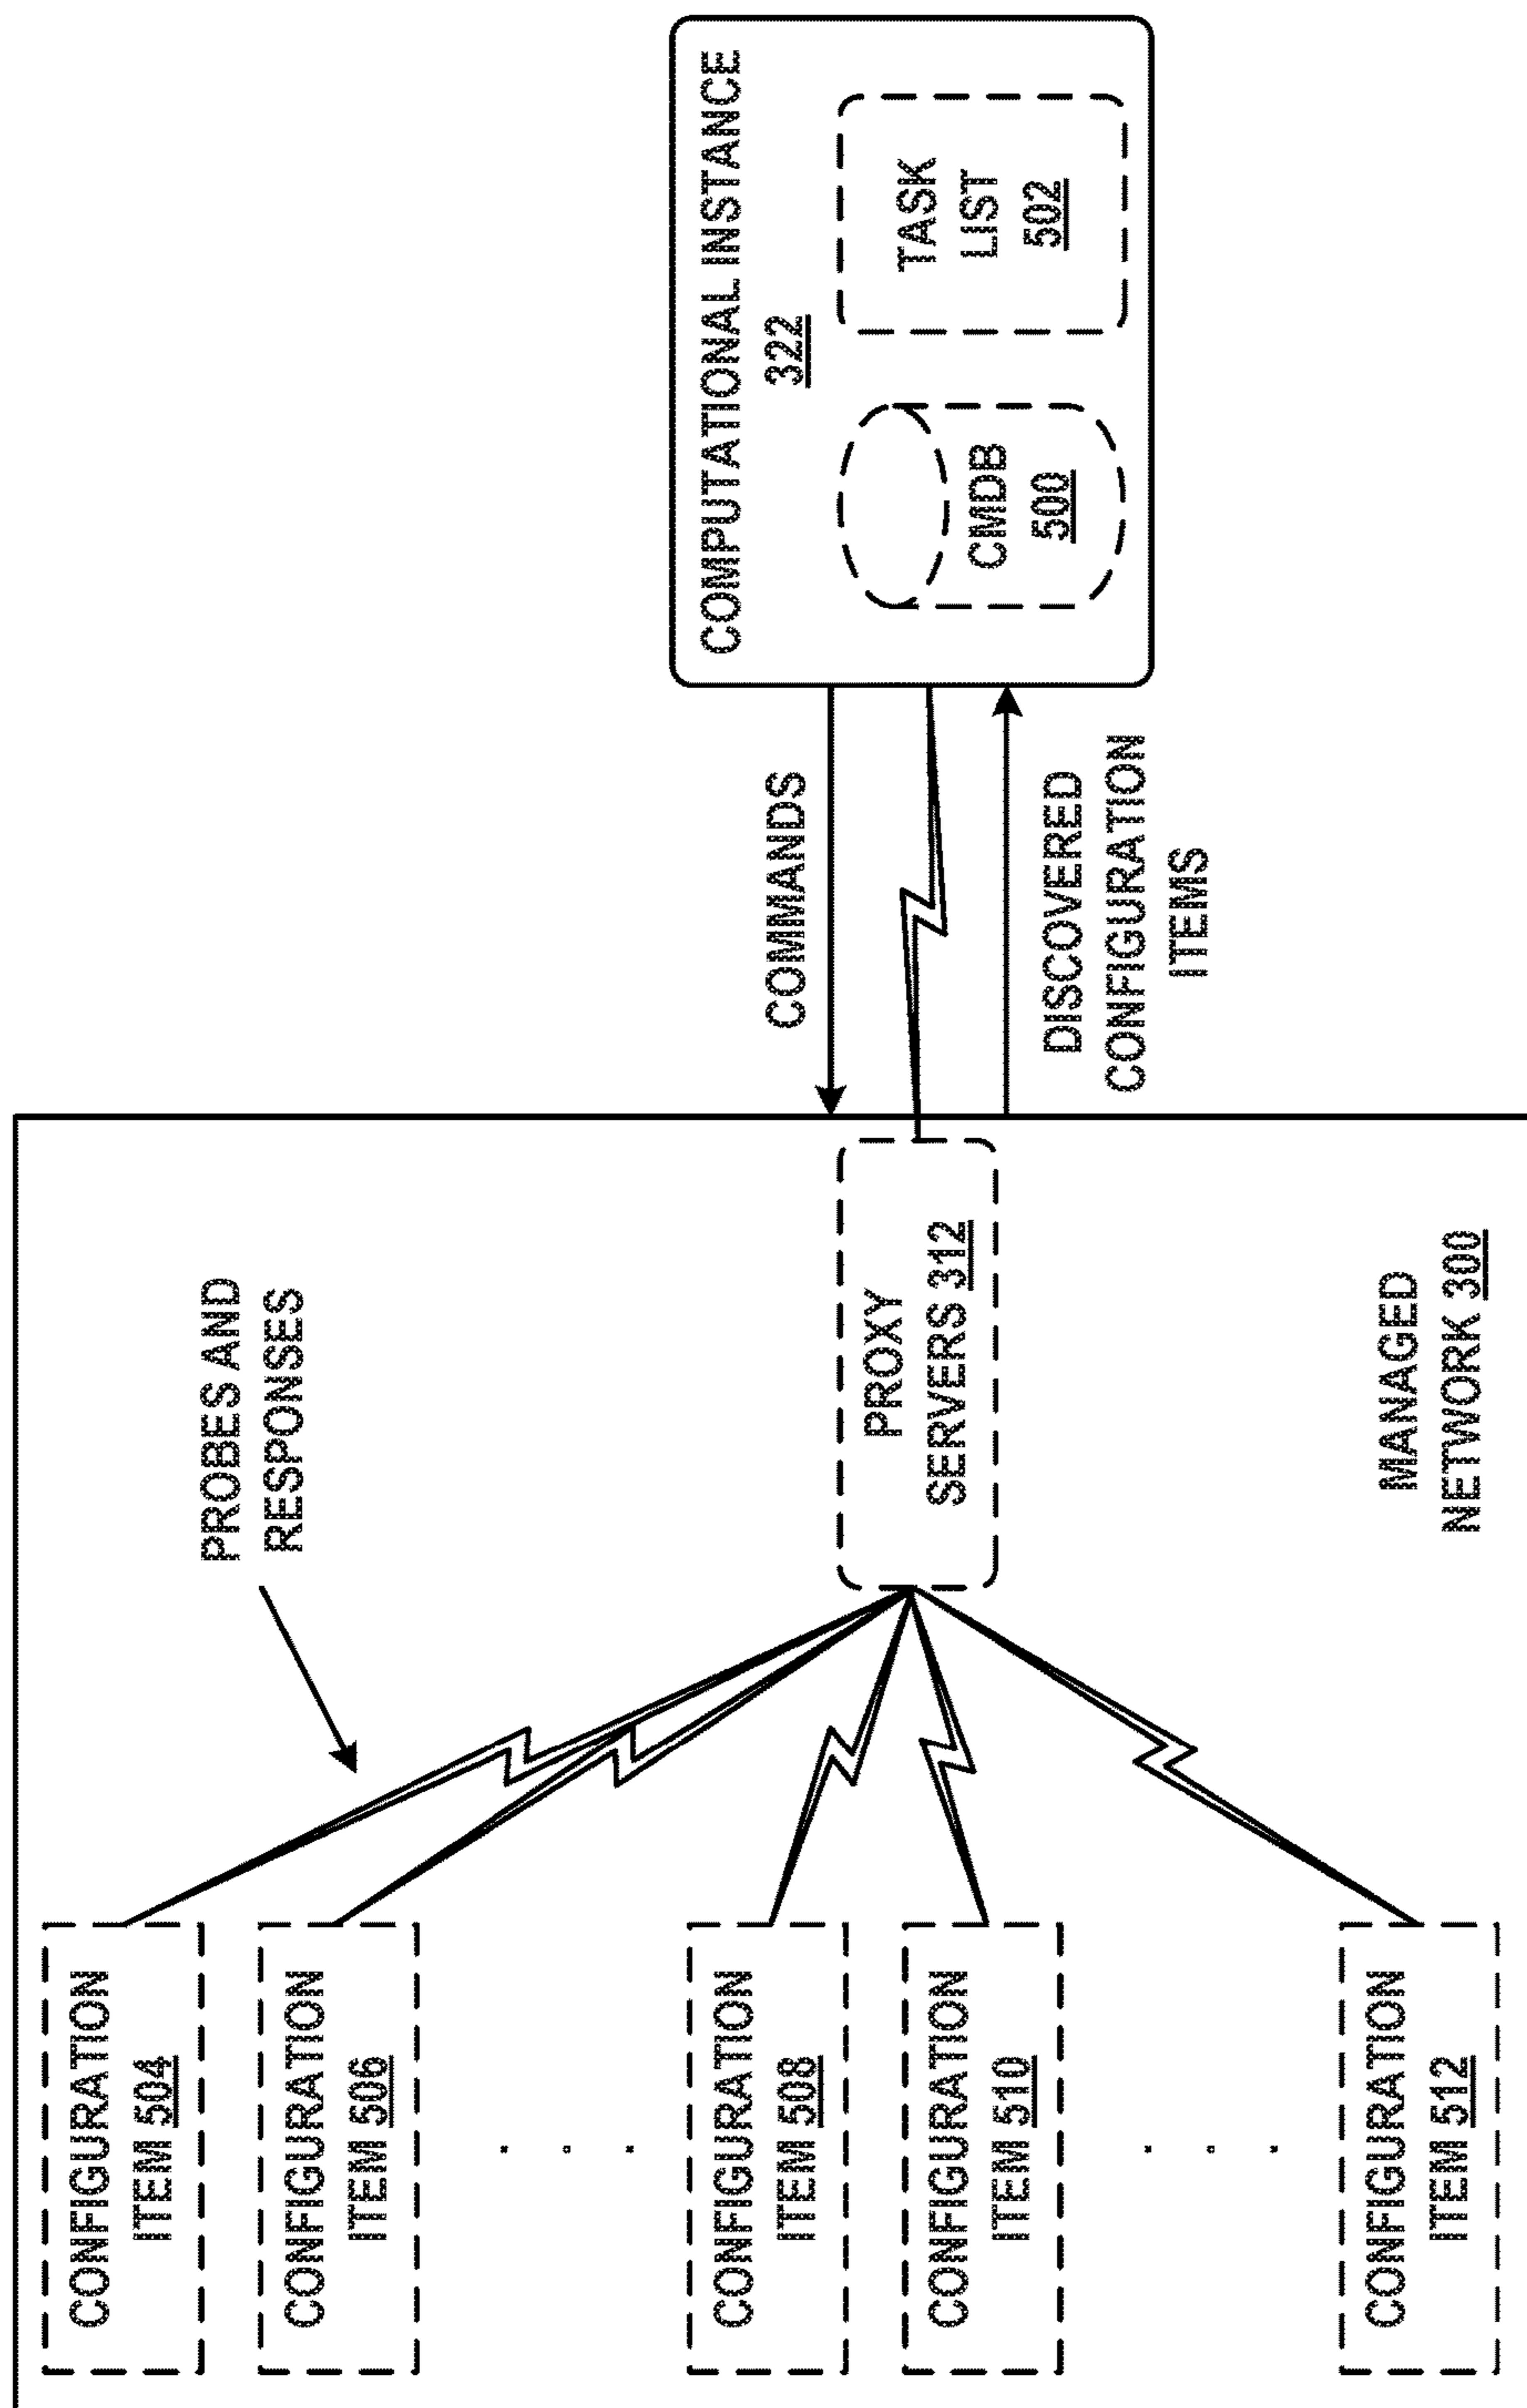 COMPUTATIONAL INSTANCE
322
CMDB
500
TASK
LIST
502
COMMANDS
DISCOVERED
CONFIGURATION
ITEMS
PROBES AND
RESPONSES
PROXY
SERVERS 312
MANAGED
NETWORK 300
CONFIGURATION
ITEM 504
CONFIGURATION
ITEM 506
CONFIGURATION
ITEM 508
CONFIGURATION
ITEM 510
CONFIGURATION
ITEM 512